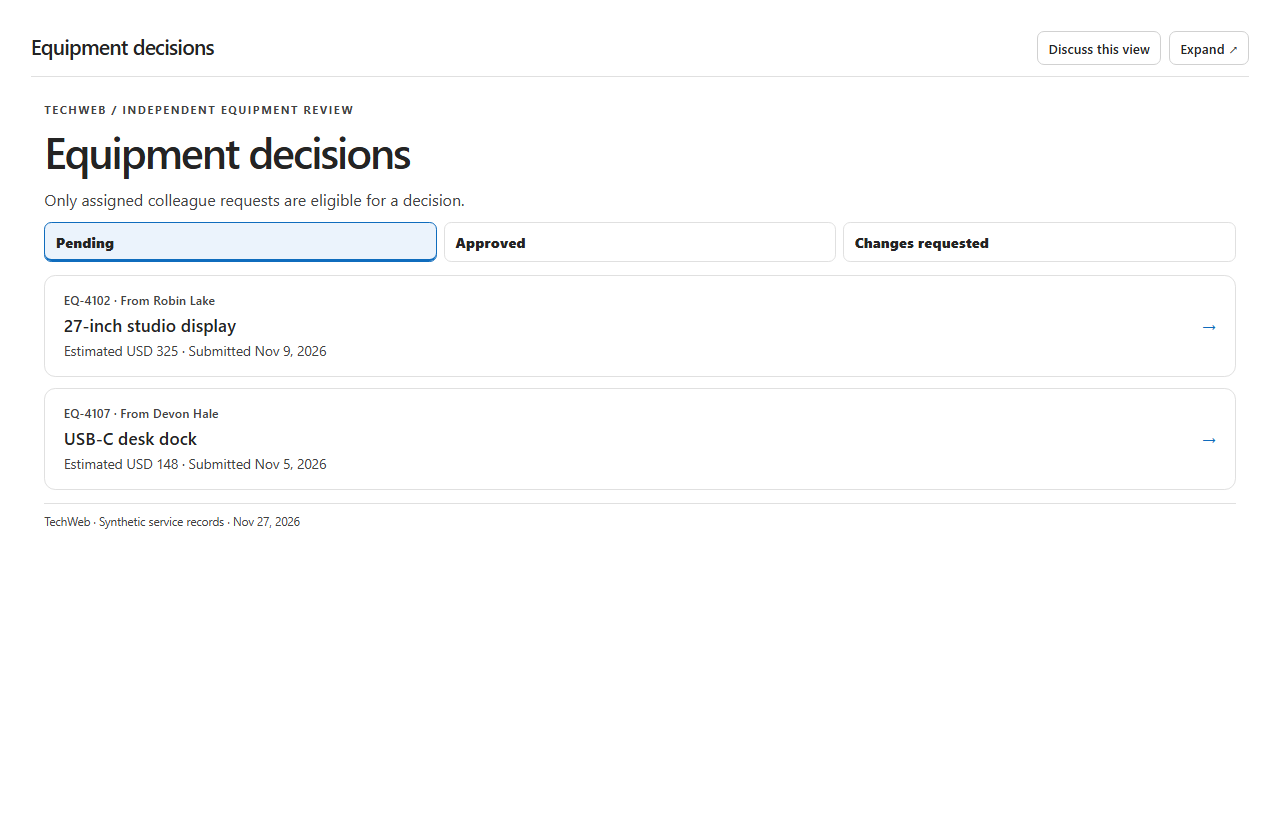 Equipment decisions
Discuss this view
Expand ↗
TECHWEB / INDEPENDENT EQUIPMENT REVIEW
Equipment decisions
Only assigned colleague requests are eligible for a decision.
Pending
Approved
Changes requested
EQ-4102 · From Robin Lake
27-inch studio display
Estimated USD 325 · Submitted Nov 9, 2026
→
EQ-4107 · From Devon Hale
USB-C desk dock
Estimated USD 148 · Submitted Nov 5, 2026
→
TechWeb · Synthetic service records · Nov 27, 2026